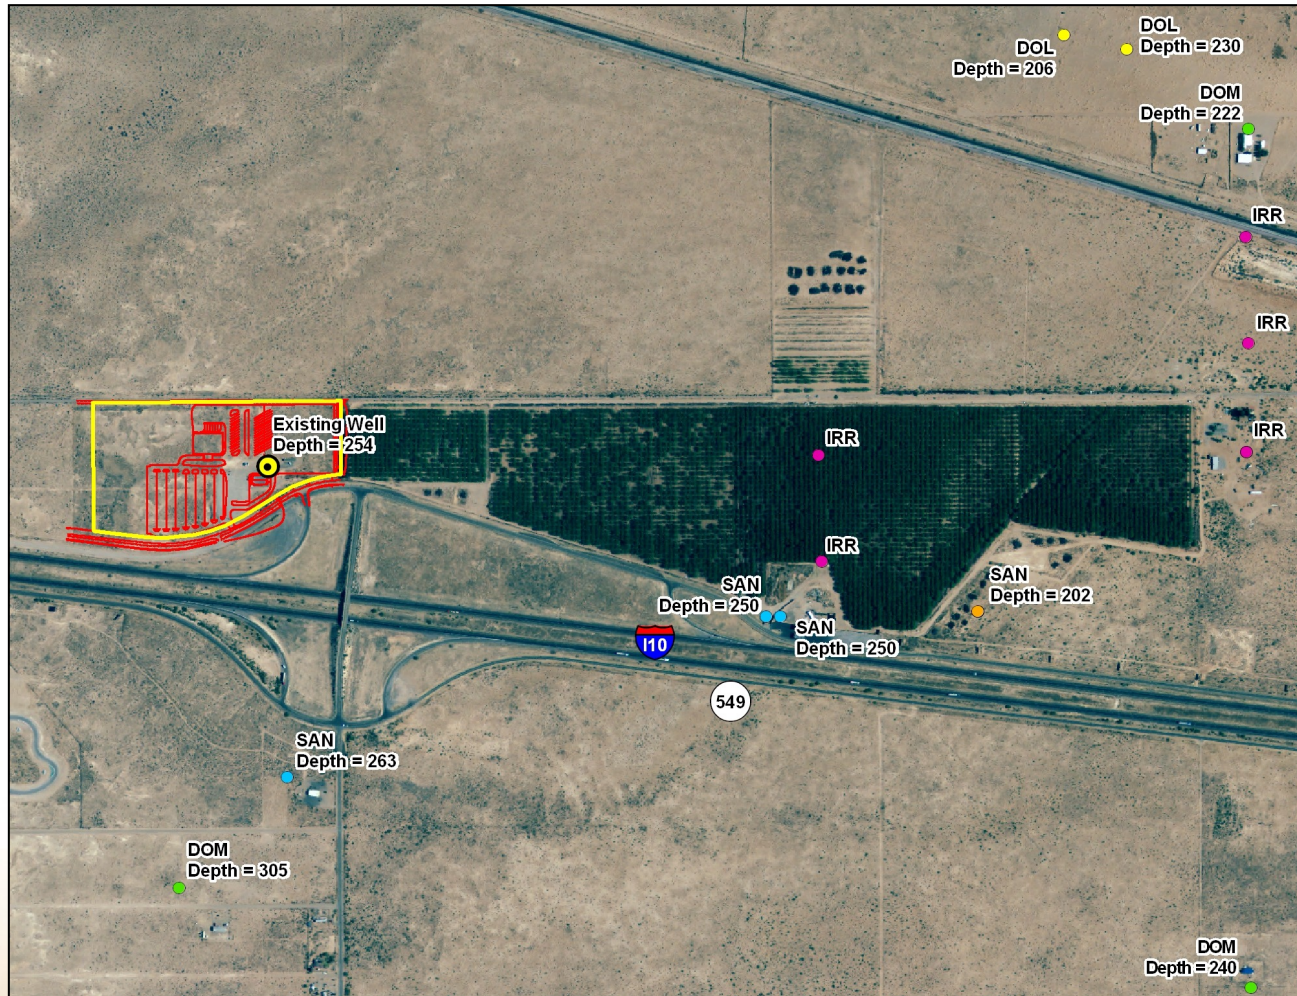 DOL
Depth = 230
DOL
Depth = 206
DOM
Depth = 222
IRR
IRR
Existing Well
Depth = 254
IRR
IRR
IRR
SAN
Depth = 250
SAN
Depth = 202
SAN
Depth = 250
I10
549
SAN
Depth = 263
DOM
Depth = 305
DOM
Depth = 240